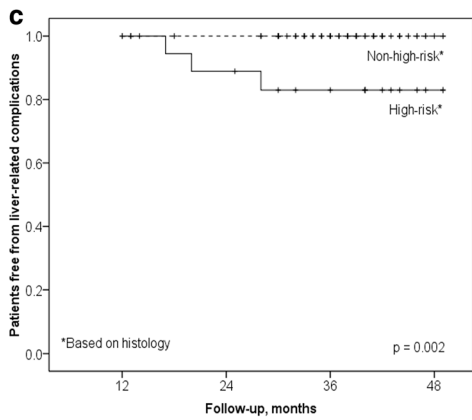 c
Patients free from liver-related complications
1.0
0.8
0.6
0.4
0.2
0.0
Non-high-risk*
High-risk*
*Based on histology
p = 0.002
12 24 36 48
Follow-up, months